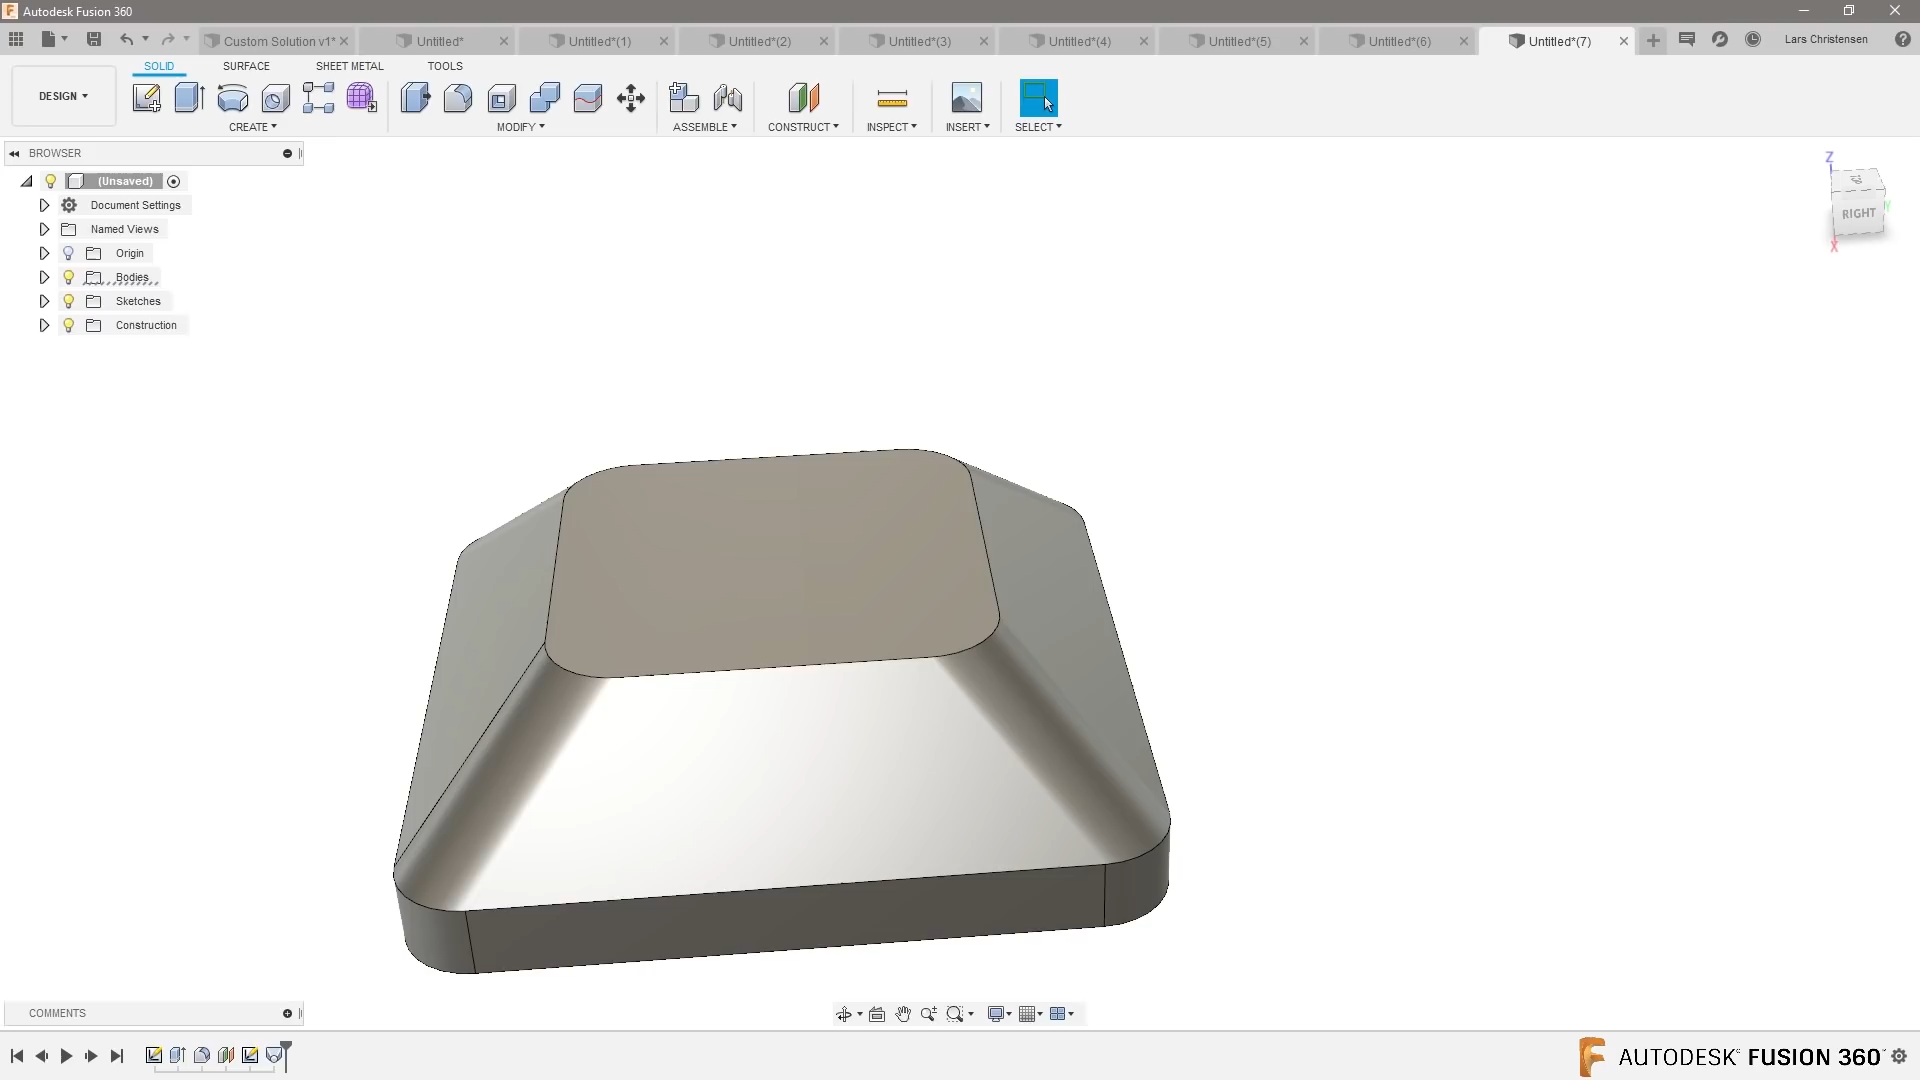 Autodesk Fusion 360
Custom Solution v1*
Untitled*
Untitled*(1)
Untitled*(2)
Untitled*(3)
Untitled*(4)
Untitled*(5)
Untitled*(6)
Untitled*(7)
Lars Christensen
SOLID
SURFACE
SHEET METAL
TOOLS
DESIGN
CREATE
MODIFY
ASSEMBLE
CONSTRUCT
INSPECT
INSERT
SELECT
BROWSER
(Unsaved)
Document Settings
Named Views
Origin
Bodies
Sketches
Construction
Z
TOP
RIGHT
Y
X
COMMENTS
AUTODESK FUSION 360